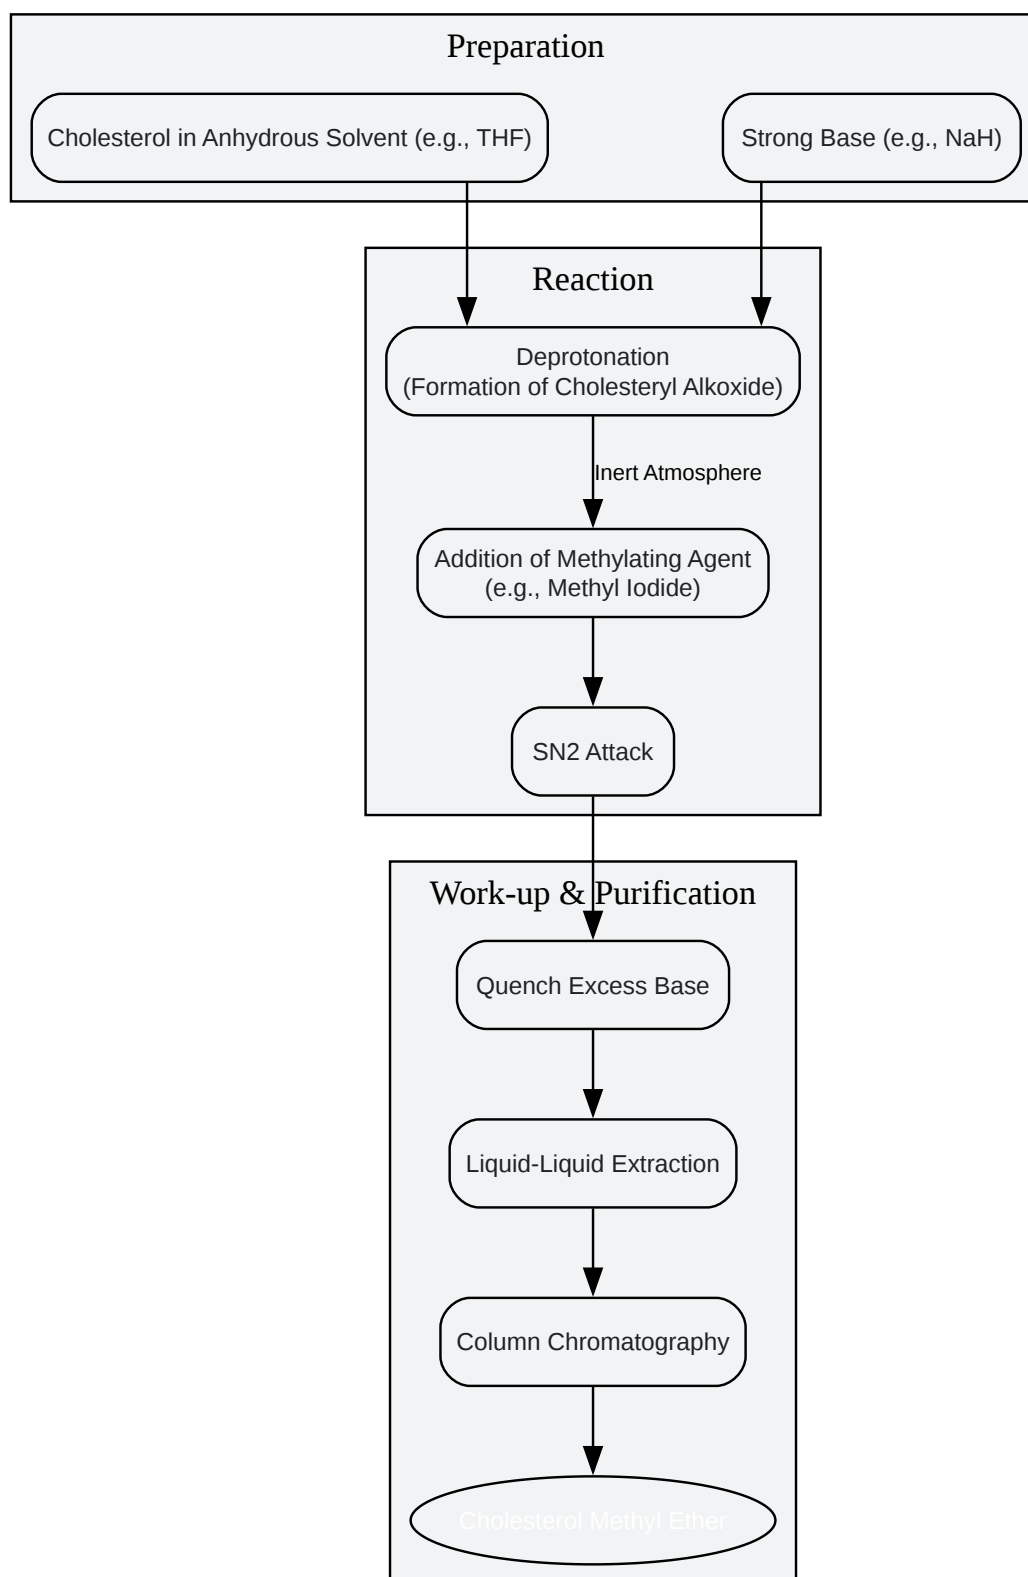 Preparation
Cholesterol in Anhydrous Solvent (e.g., THF)
Strong Base (e.g., NaH)
Reaction
Deprotonation
(Formation of Cholesteryl Alkoxide)
Inert Atmosphere
Addition of Methylating Agent
(e.g., Methyl Iodide)
SN2 Attack
Work-up & Purification
Quench Excess Base
Liquid-Liquid Extraction
Column Chromatography
Cholesterol Methyl Ether